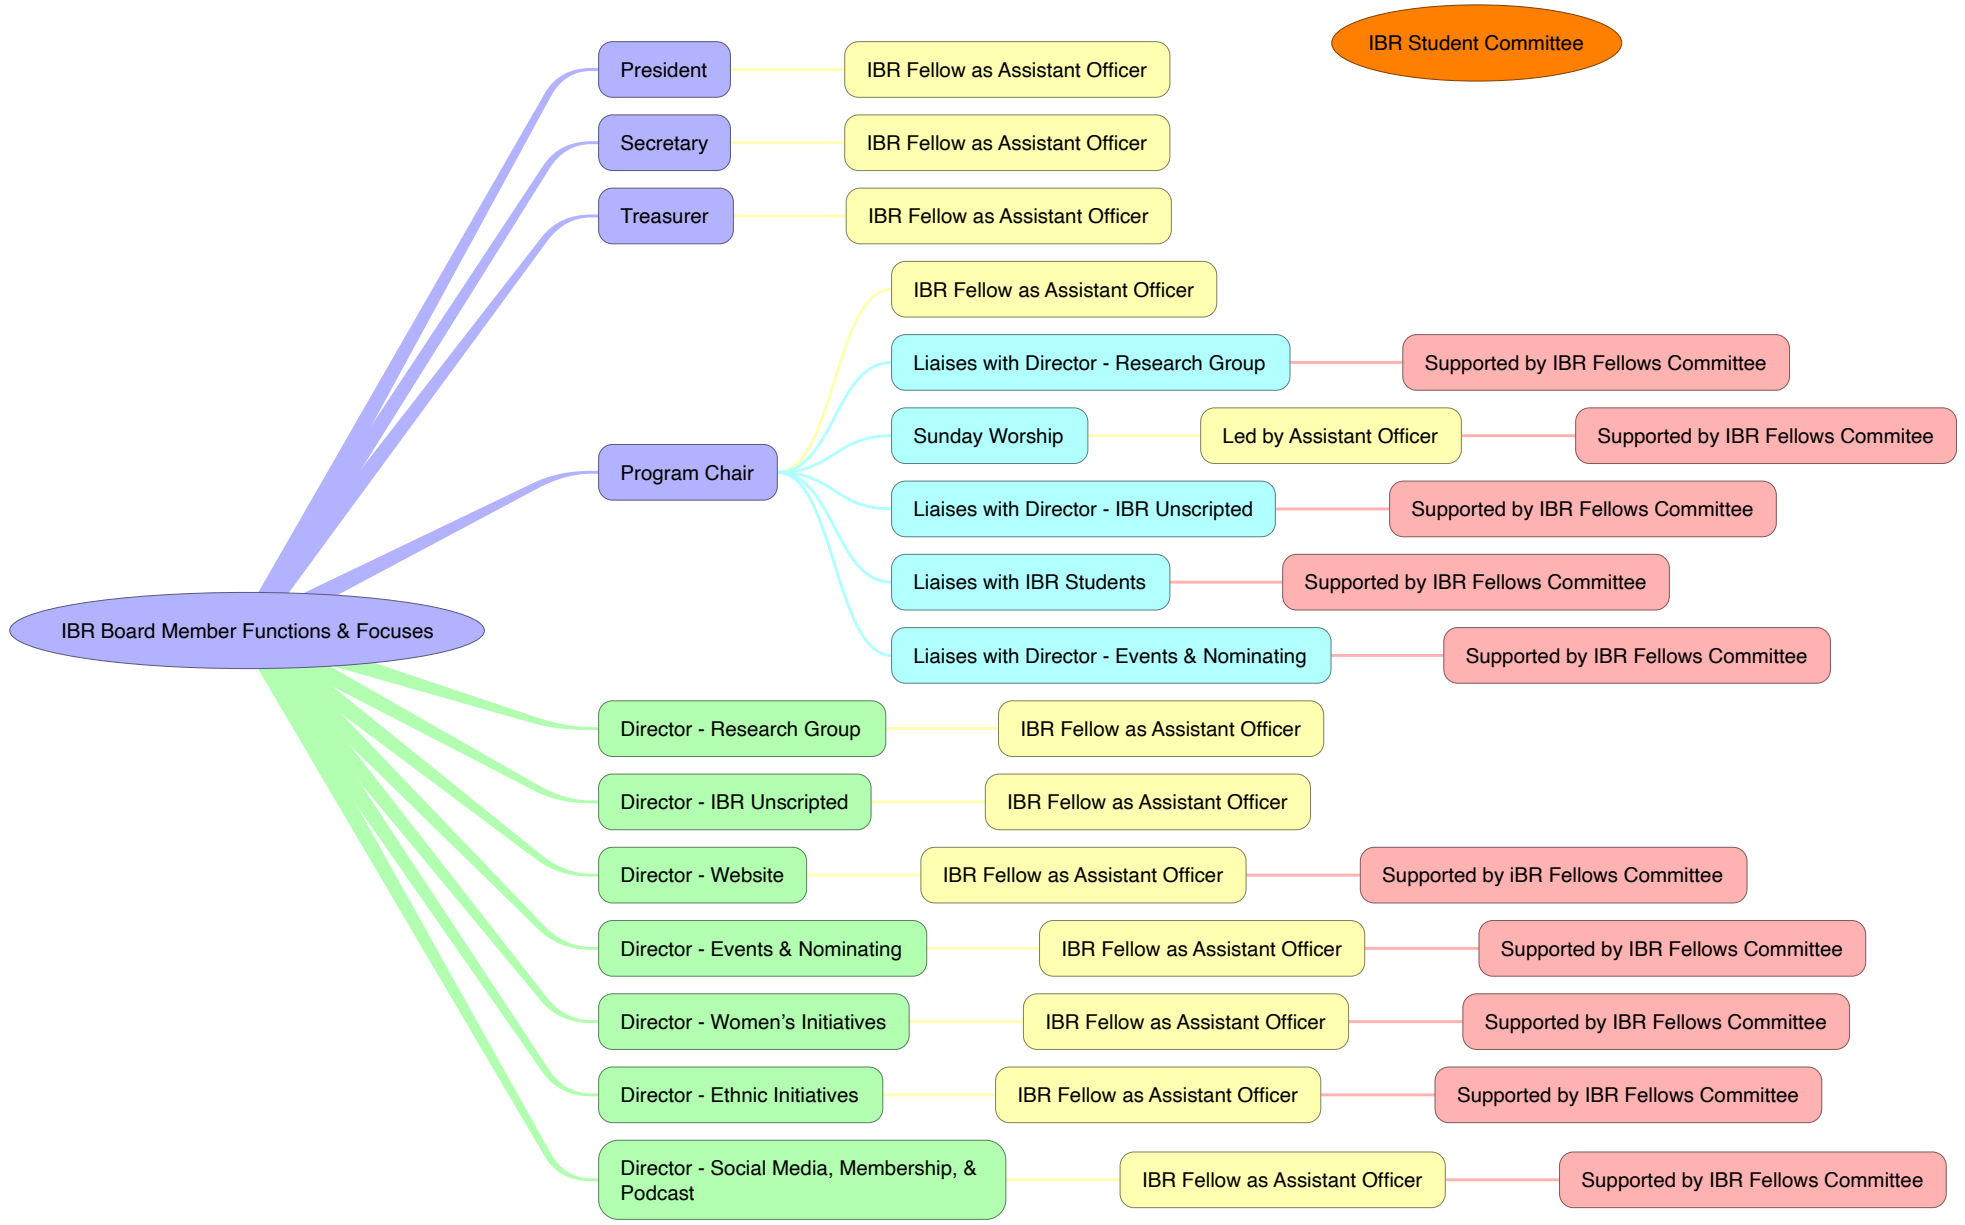 IBR Student Committee
President
IBR Fellow as Assistant Officer
Secretary
IBR Fellow as Assistant Officer
Treasurer
IBR Fellow as Assistant Officer
Program Chair
IBR Fellow as Assistant Officer
Liaises with Director - Research Group
Supported by IBR Fellows Committee
Sunday Worship
Led by Assistant Officer
Supported by IBR Fellows Commitee
Liaises with Director - IBR Unscripted
Supported by IBR Fellows Committee
Liaises with IBR Students
Supported by IBR Fellows Committee
Liaises with Director - Events & Nominating
Supported by IBR Fellows Committee
IBR Board Member Functions & Focuses
Director - Research Group
IBR Fellow as Assistant Officer
Director - IBR Unscripted
IBR Fellow as Assistant Officer
Director - Website
IBR Fellow as Assistant Officer
Supported by iBR Fellows Committee
Director - Events & Nominating
IBR Fellow as Assistant Officer
Supported by IBR Fellows Committee
Director - Women’s Initiatives
IBR Fellow as Assistant Officer
Supported by IBR Fellows Committee
Director - Ethnic Initiatives
IBR Fellow as Assistant Officer
Supported by IBR Fellows Committee
Director - Social Media, Membership, &
Podcast
IBR Fellow as Assistant Officer
Supported by IBR Fellows Committee